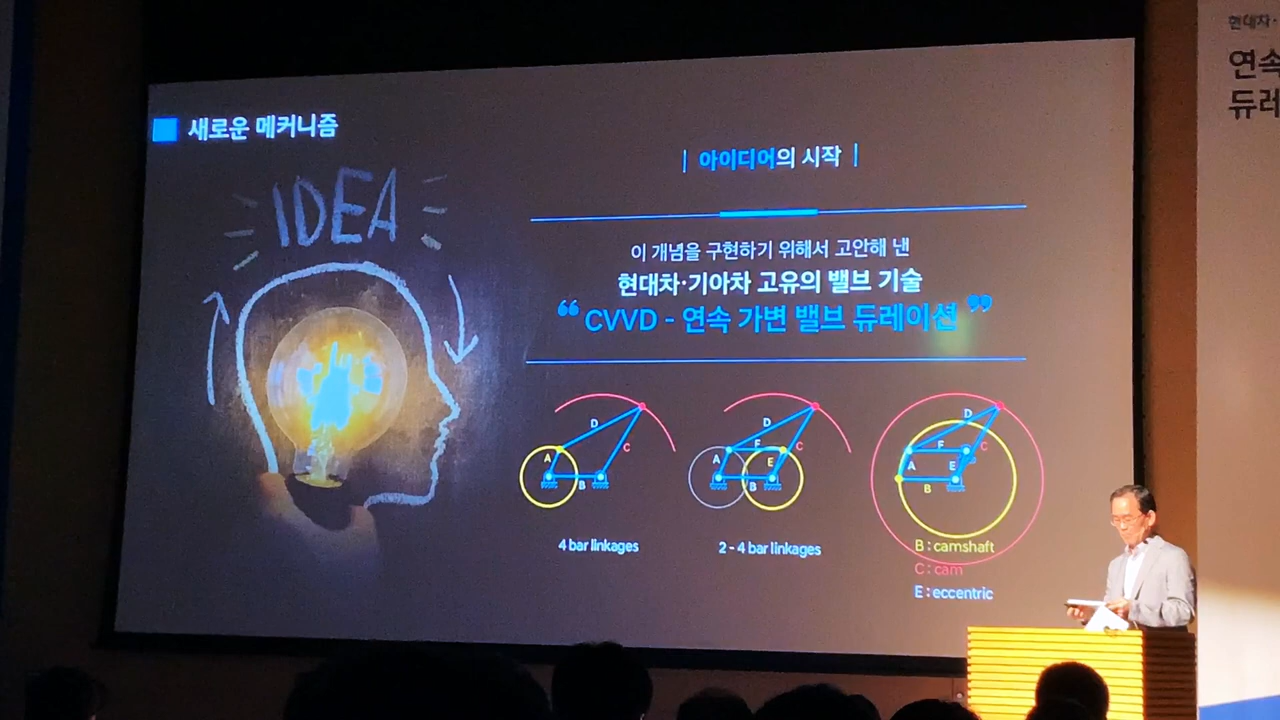 새로운 메커니즘
IDEA
| 아이디어의 시작 |
이 개념을 구현하기 위해서 고안해 낸
현대차·기아차 고유의 밸브 기술
“ CVVD - 연속 가변 밸브 듀레이션 ”
D
C
A
B
4 bar linkages
D
F
C
A
E
B
2 - 4 bar linkages
D
F
C
A
E
B
B : camshaft
C : cam
E : eccentric
현대차·
연속
듀레